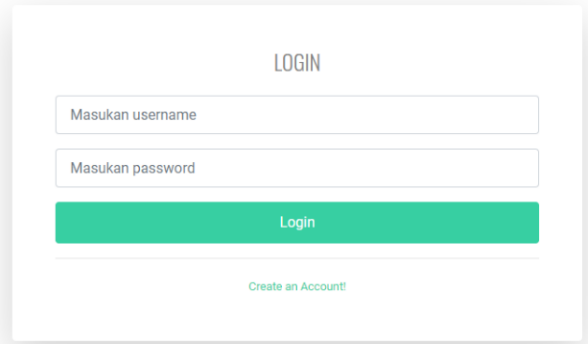 LOGIN
Masukan username
Masukan password
Login
Create an Account!